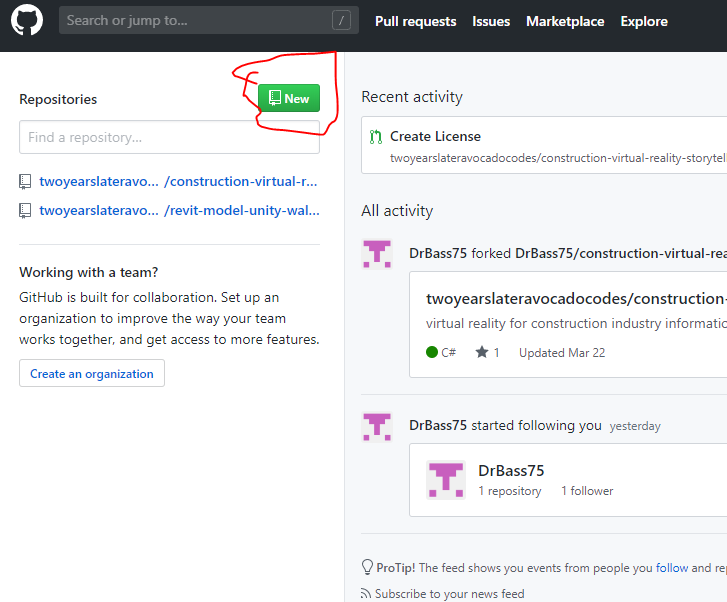 Search or jump to...
/
Pull requests
Issues
Marketplace
Explore
Repositories
New
Find a repository...
twoyearslateravo... /construction-virtual-r...
twoyearslateravo... /revit-model-unity-wal...
Working with a team?
GitHub is built for collaboration. Set up an
organization to improve the way your team
works together, and get access to more features.
Create an organization
Recent activity
Create License
twoyearslateravocadocodes/construction-virtual-reality-storytel
All activity
DrBass75 forked DrBass75/construction-virtual-rea
twoyearslateravocadocodes/construction-
virtual reality for construction industry informatio
C# 1 Updated Mar 22
DrBass75 started following you yesterday
DrBass75
1 repository 1 follower
ProTip! The feed shows you events from people you follow and rep
Subscribe to your news feed